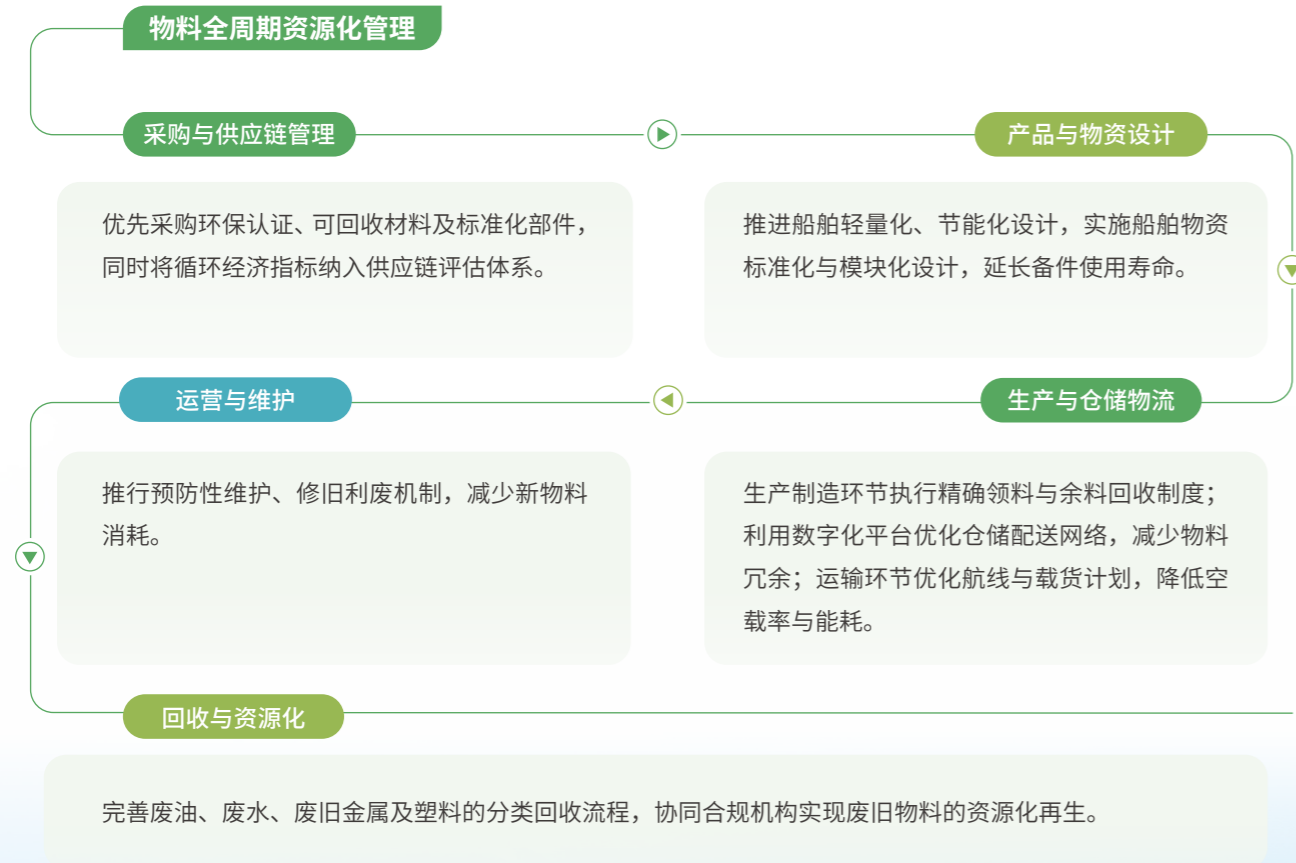 物料全周期资源化管理
采购与供应链管理
优先采购环保认证、可回收材料及标准化部件，
同时将循环经济指标纳入供应链评估体系。
产品与物资设计
推进船舶轻量化、节能化设计，实施船舶物资
标准化与模块化设计，延长备件使用寿命。
生产与仓储物流
生产制造环节执行精确领料与余料回收制度；
利用数字化平台优化仓储配送网络，减少物料
冗余；运输环节优化航线与载货计划，降低空
载率与能耗。
运营与维护
推行预防性维护、修旧利废机制，减少新物料
消耗。
回收与资源化
完善废油、废水、废旧金属及塑料的分类回收流程，协同合规机构实现废旧物料的资源化再生。